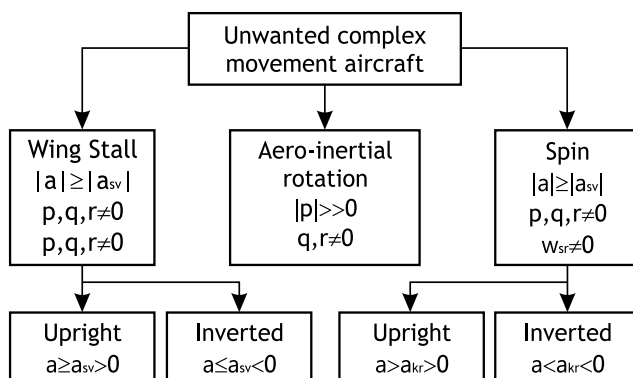 Unwanted complex
movement aircraft
Wing Stall
|a| ≥ |asv|
p,q,r≠0
p,q,r≠0
Aero-inertial
rotation
|p|>>0
q,r≠0
Spin
|a|≥|asv|
p,q,r≠0
wsr≠0
Upright
a≥asv>0
Inverted
a≤asv<0
Upright
a>akr>0
Inverted
a<akr<0